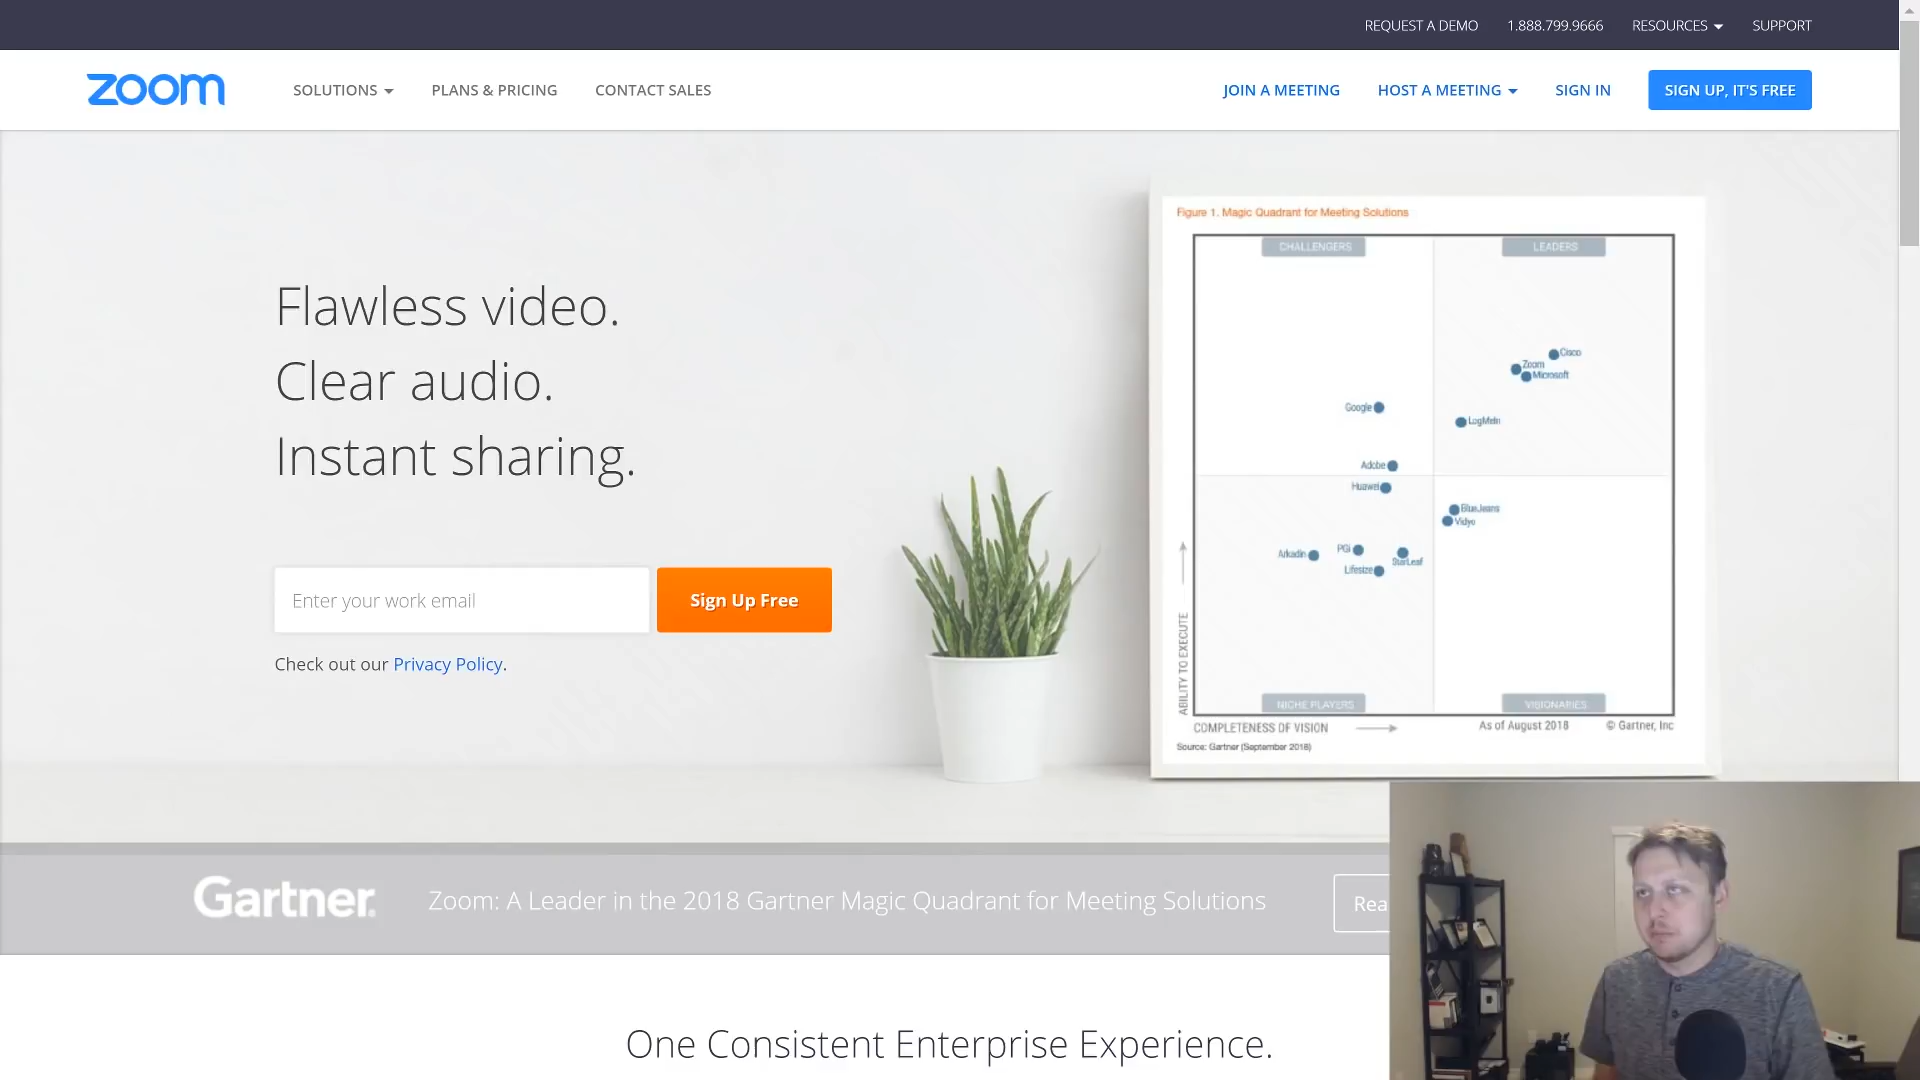 REQUEST A DEMO 1.888.799.9666 RESOURCES SUPPORT
zoom SOLUTIONS PLANS & PRICING CONTACT SALES JOIN A MEETING HOST A MEETING SIGN IN SIGN UP, IT'S FREE
Flawless video.
Clear audio.
Instant sharing.
Enter your work email
Sign Up Free
Check out our Privacy Policy.
Figure 1. Magic Quadrant for Meeting Solutions
CHALLENGERS LEADERS
Cisco
Zoom
Microsoft
Google
LogMeIn
Adobe
Huawei
BlueJeans
Vidyo
Arkadin PGi
StarLeaf
Lifesize
ABILITY TO EXECUTE
NICHE PLAYERS VISIONARIES
COMPLETENESS OF VISION As of August 2018 © Gartner, Inc
Source: Gartner (September 2018)
Gartner. Zoom: A Leader in the 2018 Gartner Magic Quadrant for Meeting Solutions Rea
One Consistent Enterprise Experience.